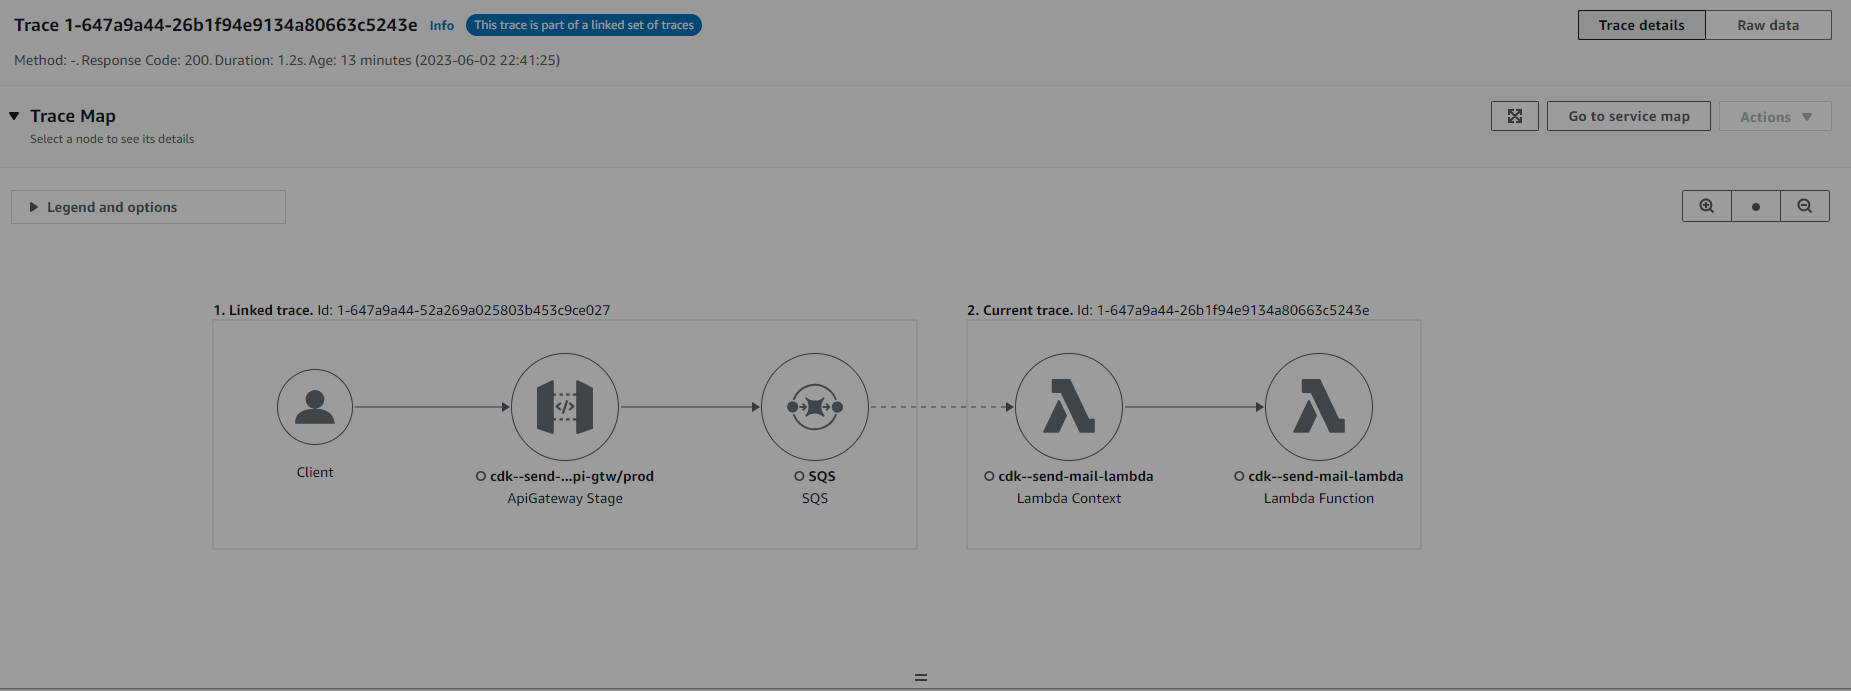 Trace 1-647a9a44-26b1f94e9134a80663c5243e Info This trace is part of a linked set of traces Trace details Raw data
Method: -. Response Code: 200. Duration: 1.2s. Age: 13 minutes (2023-06-02 22:41:25)
Trace Map
Select a node to see its details
Go to service map Actions
Legend and options
1. Linked trace. Id: 1-647a9a44-52a269a025803b453c9ce027
2. Current trace. Id: 1-647a9a44-26b1f94e9134a80663c5243e
</>
Client
cdk--send-...pi-gtw/prod
ApiGateway Stage
SQS
SQS
cdk--send-mail-lambda
Lambda Context
cdk--send-mail-lambda
Lambda Function